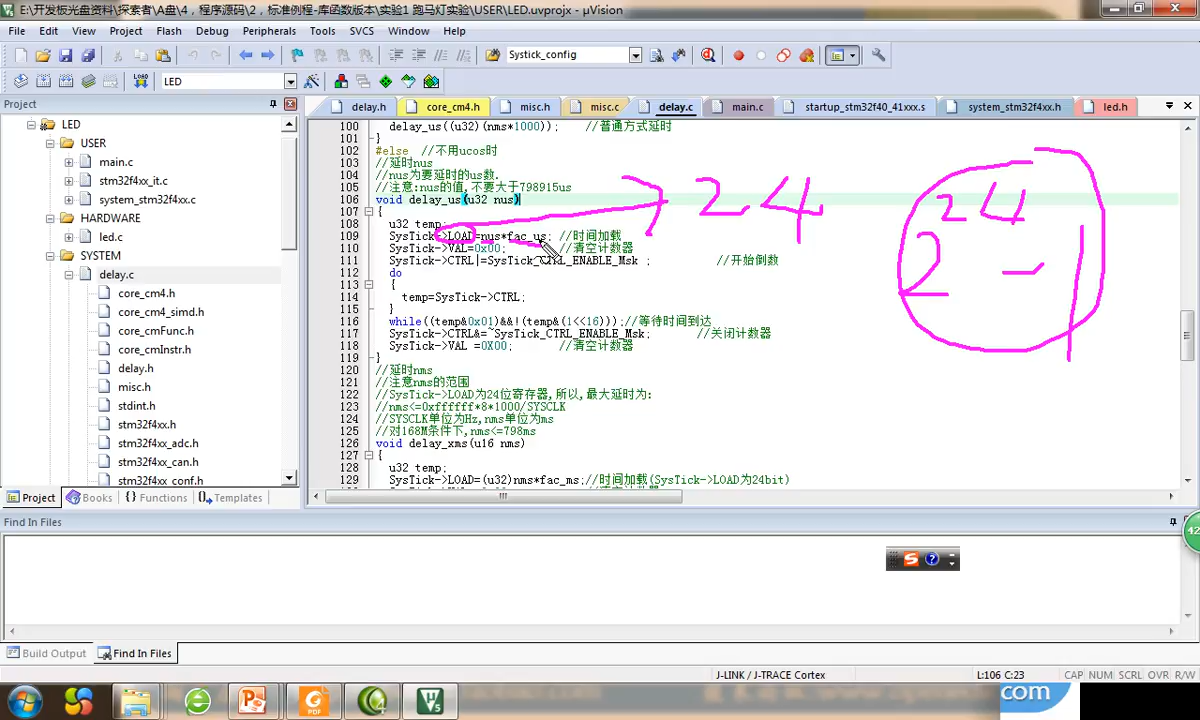 E:\开发板光盘资料\探索者\A盘\4，程序源码\2，标准例程-库函数版本\实验1 跑马灯实验\USER\LED.uvprojx - µVision
File Edit View Project Flash Debug Peripherals Tools SVCS Window Help
Systick_config
LOAD LED
Project
delay.h core_cm4.h misc.h misc.c delay.c main.c startup_stm32f40_41xxx.s system_stm32f4xx.h led.h
LED
USER
main.c
stm32f4xx_it.c
system_stm32f4xx.c
HARDWARE
led.c
SYSTEM
delay.c
core_cm4.h
core_cm4_simd.h
core_cmFunc.h
core_cmInstr.h
delay.h
misc.h
stdint.h
stm32f4xx.h
stm32f4xx_adc.h
stm32f4xx_can.h
stm32f4xx_conf.h
100 delay_us((u32)(nms*1000)); //普通方式延时
101 }
102 #else //不用ucos时
103 //延时nus
104 //nus为要延时的us数.
105 //注意:nus的值,不要大于798915us
106 void delay_us(u32 nus)
107 {
108 u32 temp;
109 SysTick->LOAD=nus*fac_us; //时间加载
110 SysTick->VAL=0x00; //清空计数器
111 SysTick->CTRL|=SysTick_CTRL_ENABLE_Msk ; //开始倒数
112 do
113 {
114 temp=SysTick->CTRL;
115 }
116 while((temp&0x01)&&!(temp&(1<<16)));//等待时间到达
117 SysTick->CTRL&=~SysTick_CTRL_ENABLE_Msk; //关闭计数器
118 SysTick->VAL =0X00; //清空计数器
119 }
120 //延时nms
121 //注意nms的范围
122 //SysTick->LOAD为24位寄存器,所以,最大延时为:
123 //nms<=0xffffff*8*1000/SYSCLK
124 //SYSCLK单位为Hz,nms单位为ms
125 //对168M条件下,nms<=798ms
126 void delay_xms(u16 nms)
127 {
128 u32 temp;
129 SysTick->LOAD=(u32)nms*fac_ms;//时间加载(SysTick->LOAD为24bit)
24
24
2 - 1
Project Books {} Functions Templates
Find In Files
Build Output Find In Files
J-LINK / J-TRACE Cortex L:106 C:23 CAP NUM SCRL OVR R/W
PDF
com
42